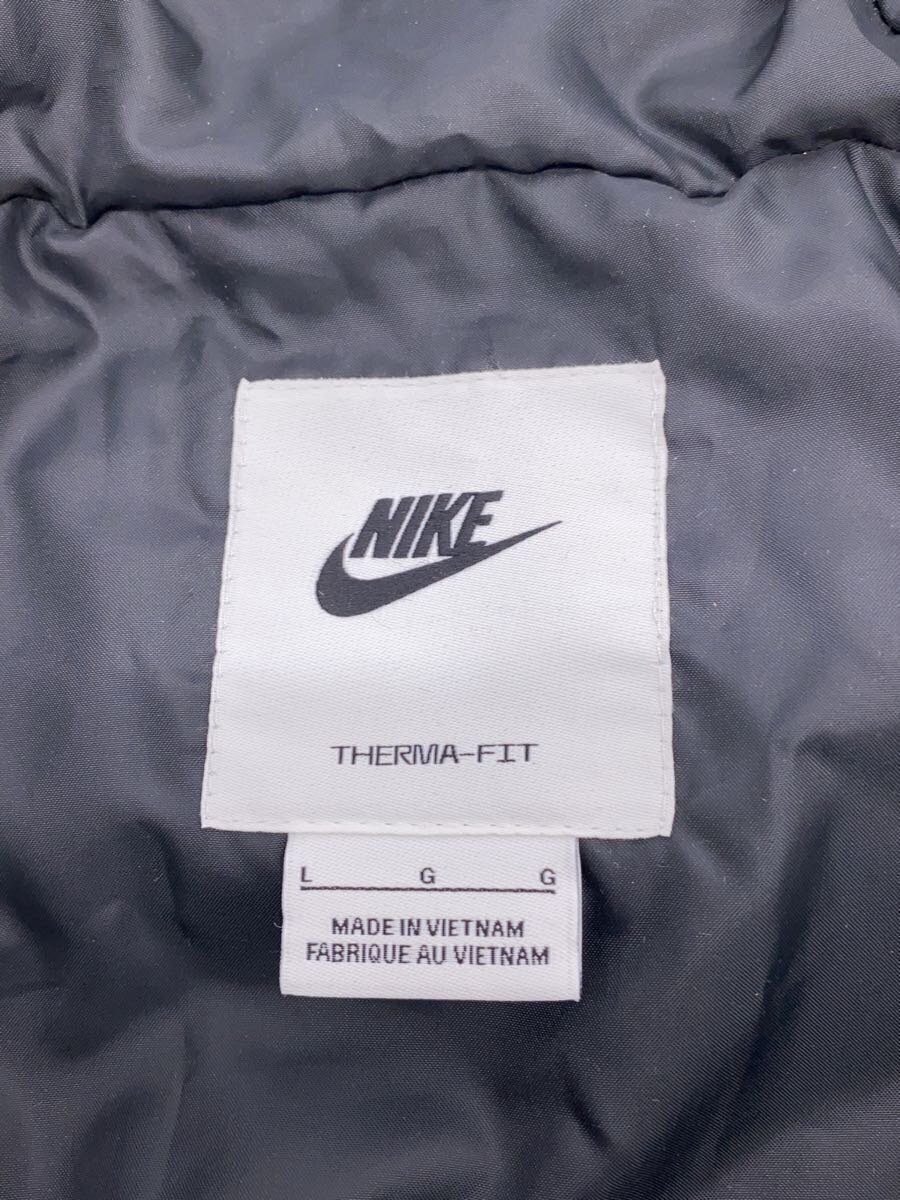 NIKE
THERMA-FIT
L G G
MADE IN VIETNAM
FABRIQUE AU VIETNAM